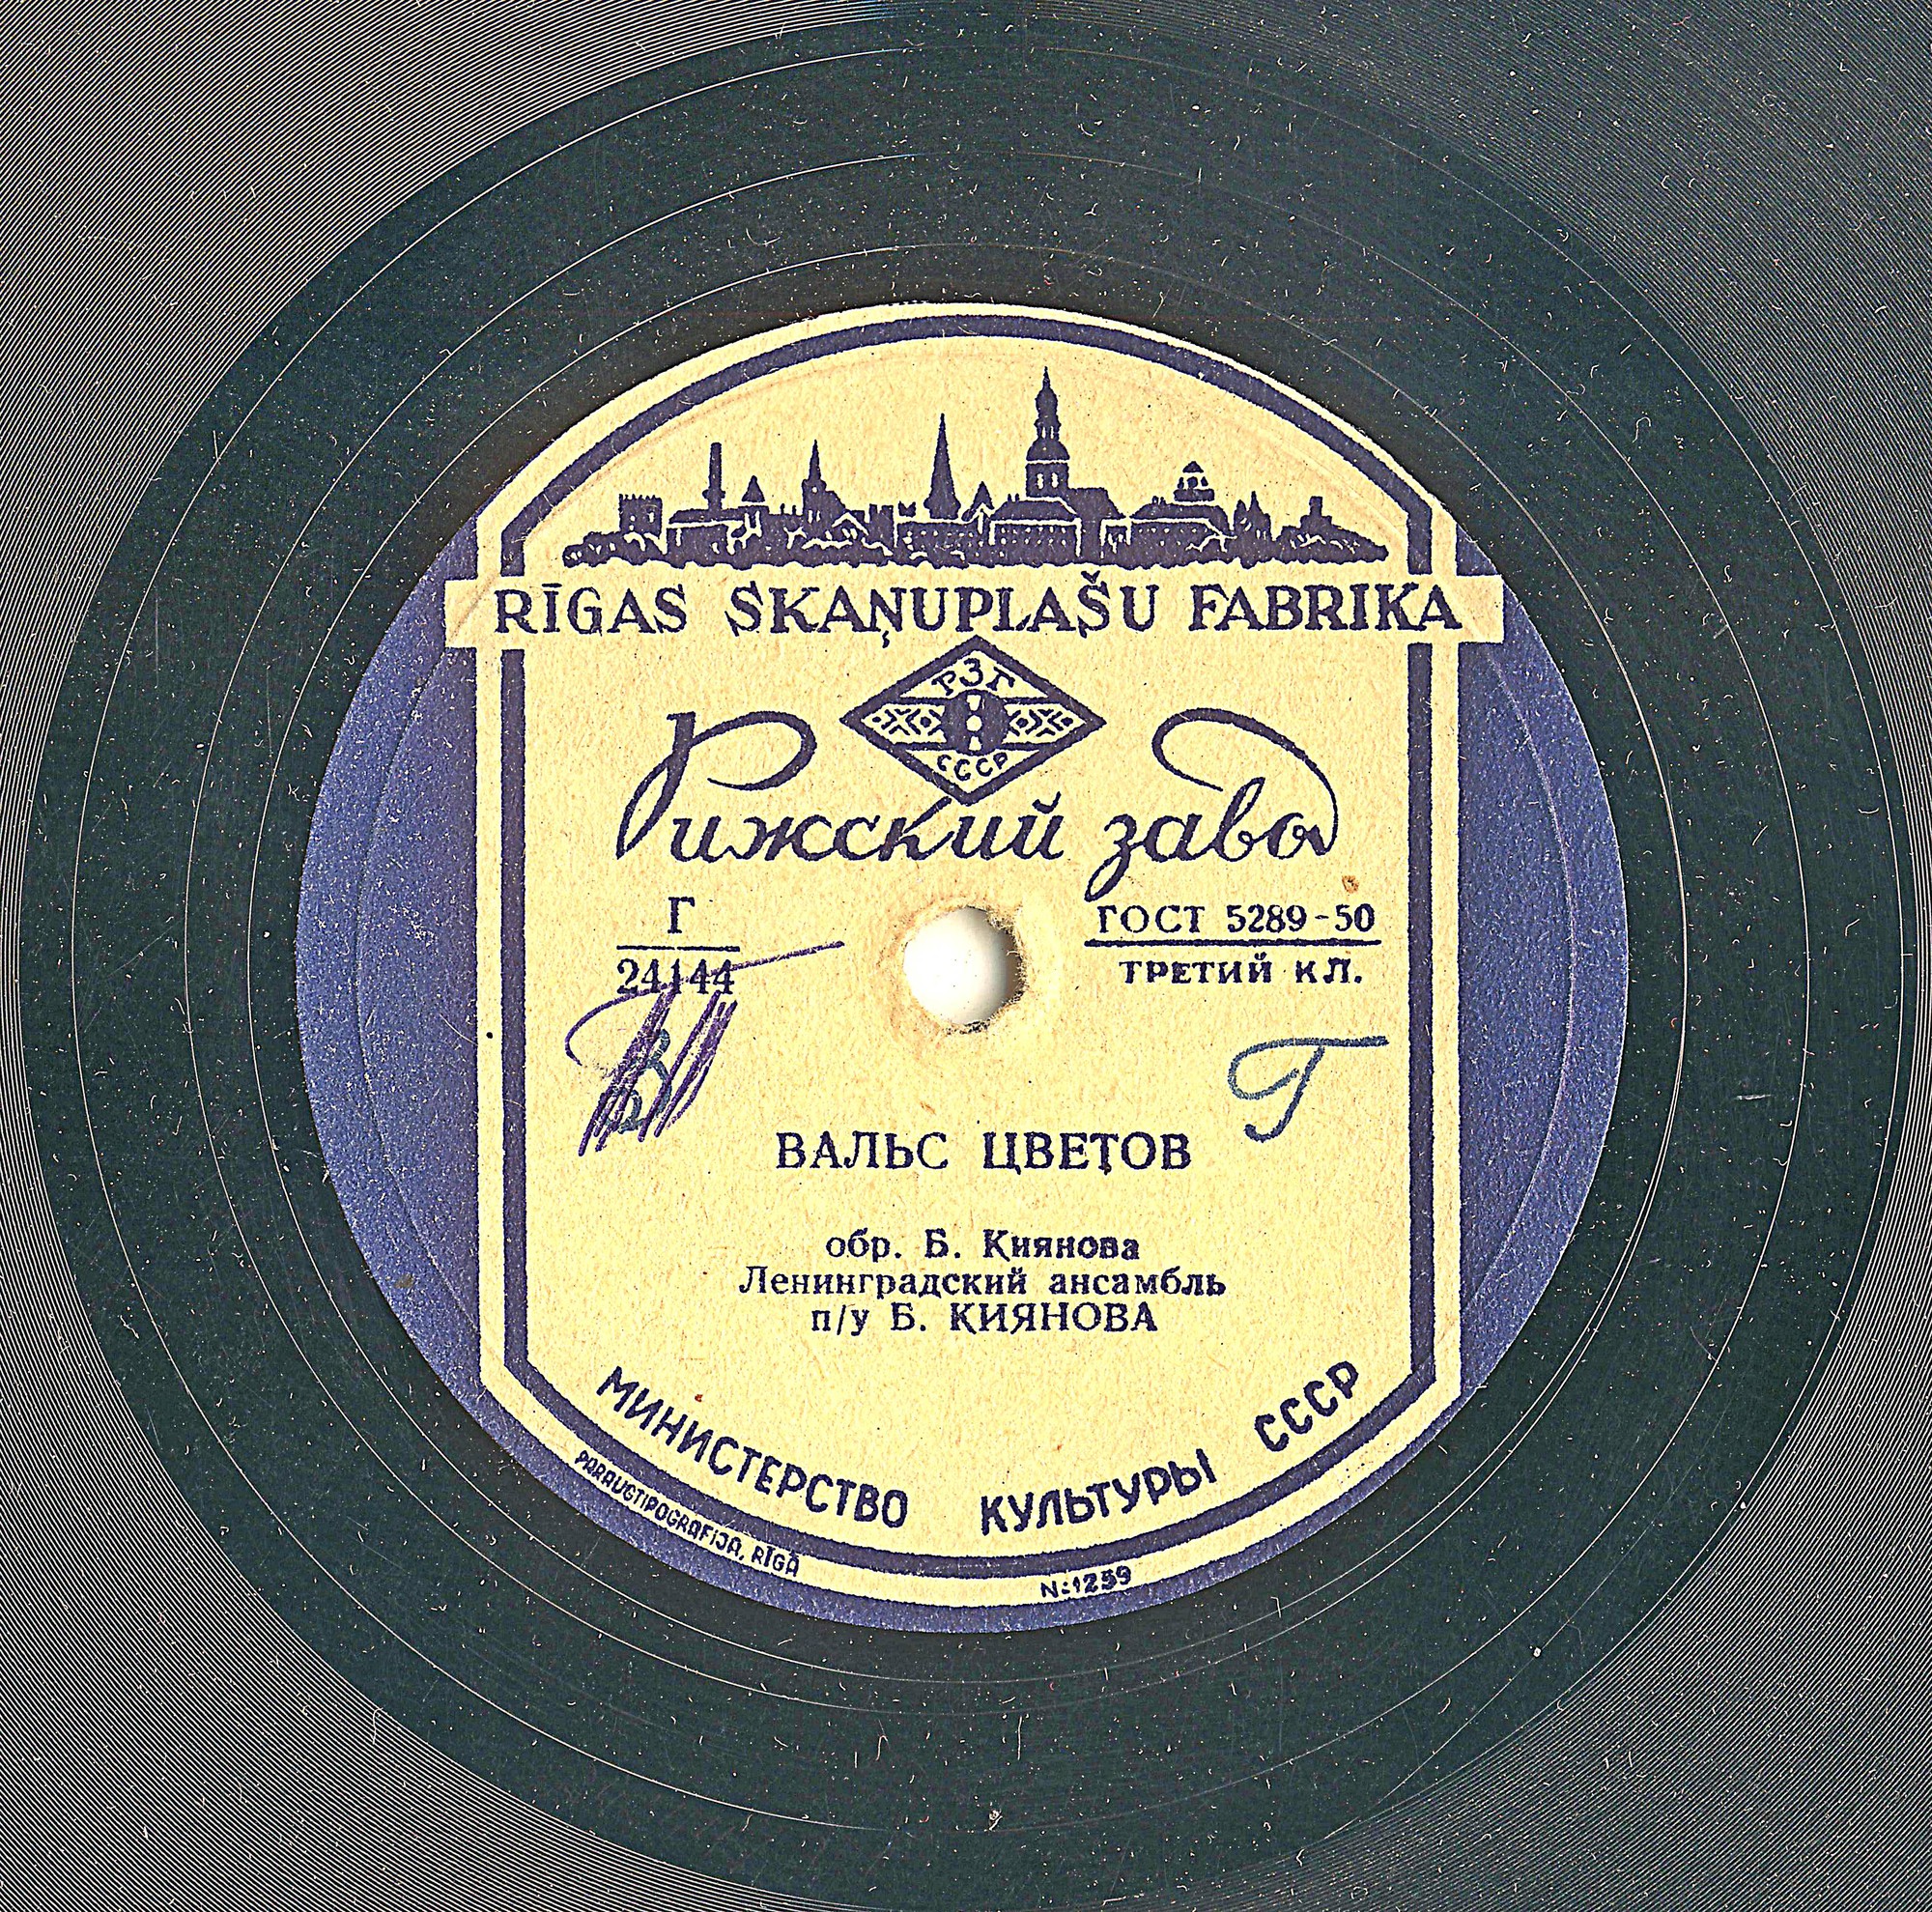 RĪGAS SKAŅUPLAŠU FABRIKA
РЗГ
СССР
Рижский завод
Г
24144
ГОСТ 5289-50
ТРЕТИЙ КЛ.
Г
ВАЛЬС ЦВЕТОВ
обр. Б. Киянова
Ленинградский ансамбль
п/у Б. КИЯНОВА
МИНИСТЕРСТВО КУЛЬТУРЫ СССР
PARAUGTIPOGRAFIJA, RĪGĀ
N:1259